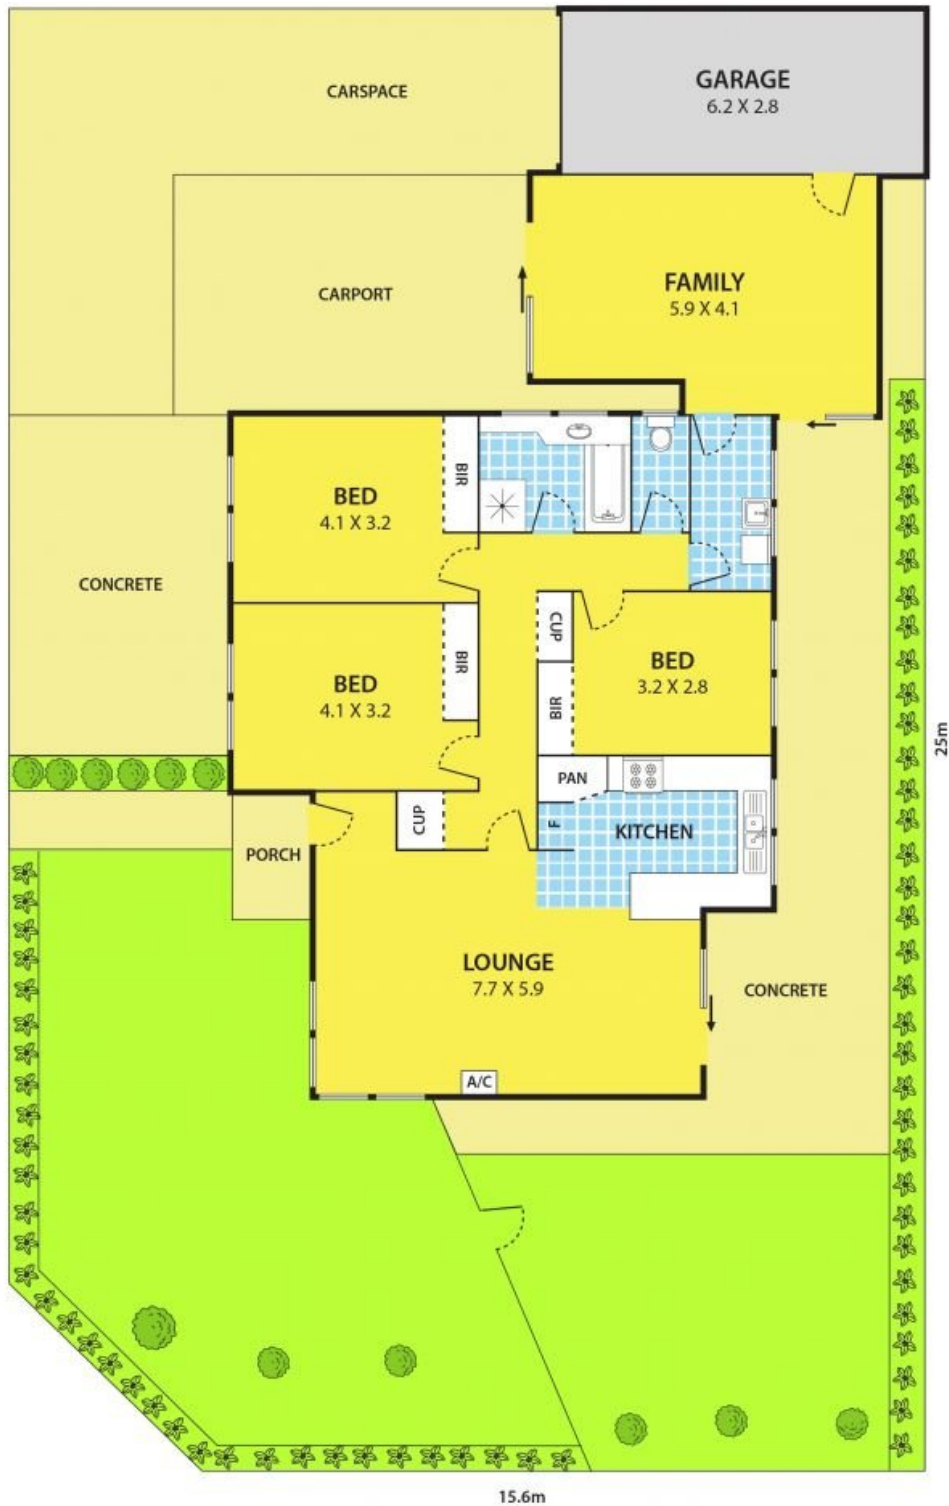 CARSPACE
GARAGE
6.2 X 2.8
CARPORT
FAMILY
5.9 X 4.1
BED
4.1 X 3.2
BIR
CONCRETE
BED
4.1 X 3.2
BIR
CUP
BIR
BED
3.2 X 2.8
25m
PAN
F
KITCHEN
CUP
PORCH
LOUNGE
7.7 X 5.9
CONCRETE
A/C
15.6m